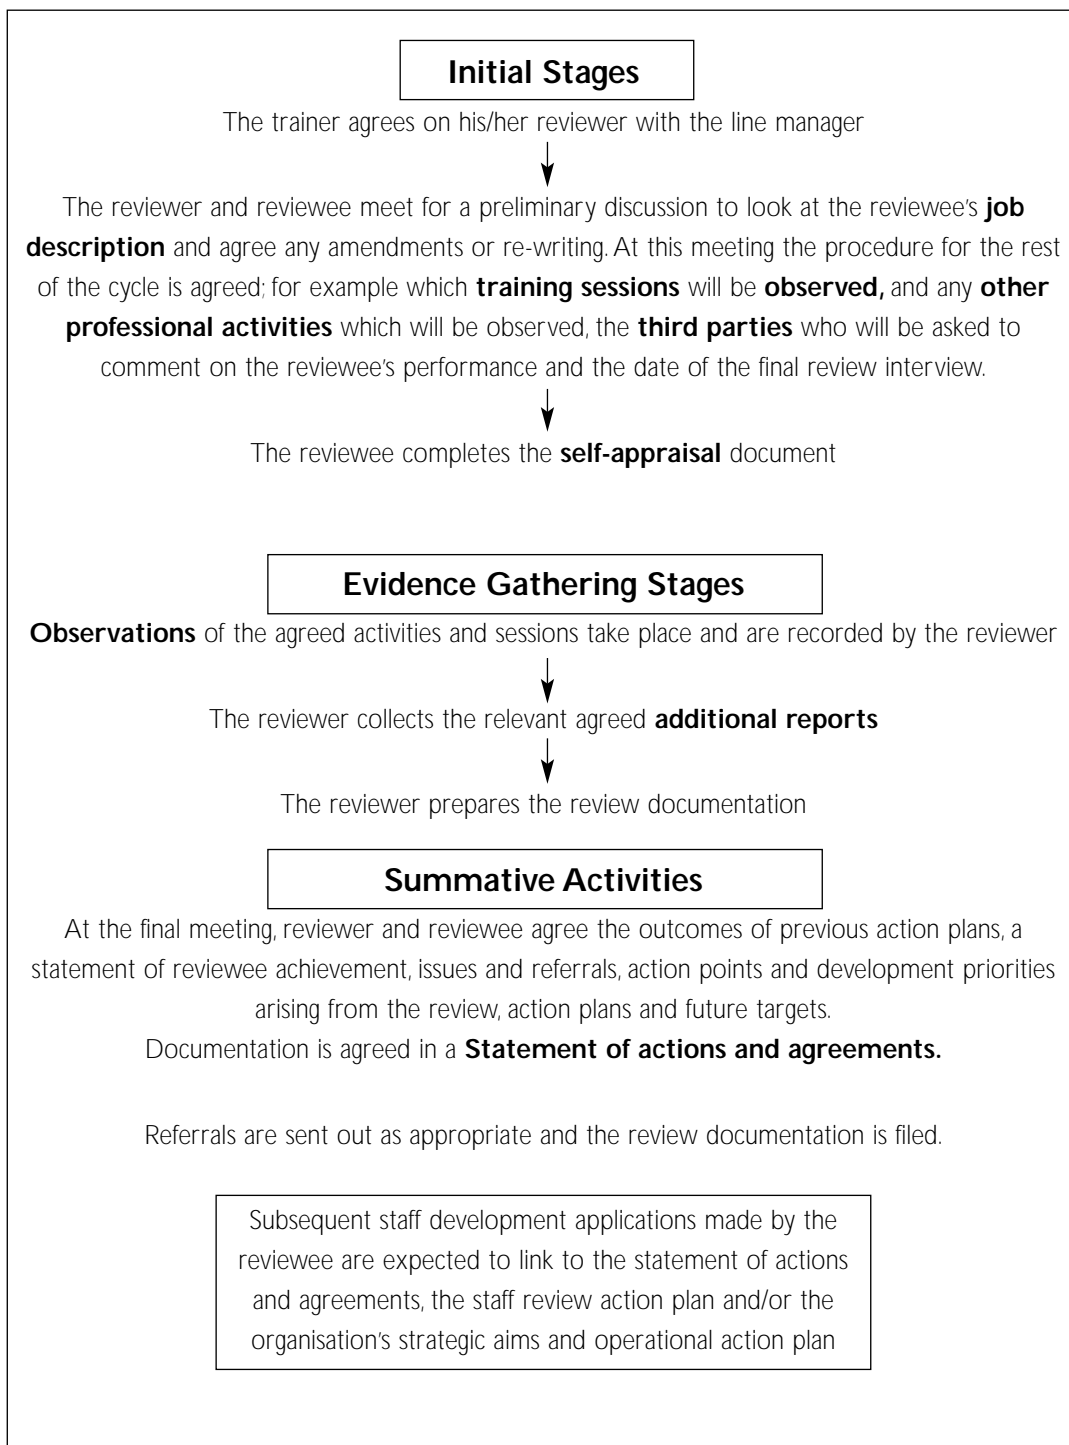 Initial Stages
The trainer agrees on his/her reviewer with the line manager
The reviewer and reviewee meet for a preliminary discussion to look at the reviewee's job
description and agree any amendments or re-writing. At this meeting the procedure for the rest
of the cycle is agreed; for example which training sessions will be observed, and any other
professional activities which will be observed, the third parties who will be asked to
comment on the reviewee's performance and the date of the final review interview.
The reviewee completes the self-appraisal document
Evidence Gathering Stages
Observations of the agreed activities and sessions take place and are recorded by the reviewer
The reviewer collects the relevant agreed additional reports
The reviewer prepares the review documentation
Summative Activities
At the final meeting, reviewer and reviewee agree the outcomes of previous action plans, a
statement of reviewee achievement, issues and referrals, action points and development priorities
arising from the review, action plans and future targets.
Documentation is agreed in a Statement of actions and agreements.
Referrals are sent out as appropriate and the review documentation is filed.
Subsequent staff development applications made by the
reviewee are expected to link to the statement of actions
and agreements, the staff review action plan and/or the
organisation's strategic aims and operational action plan